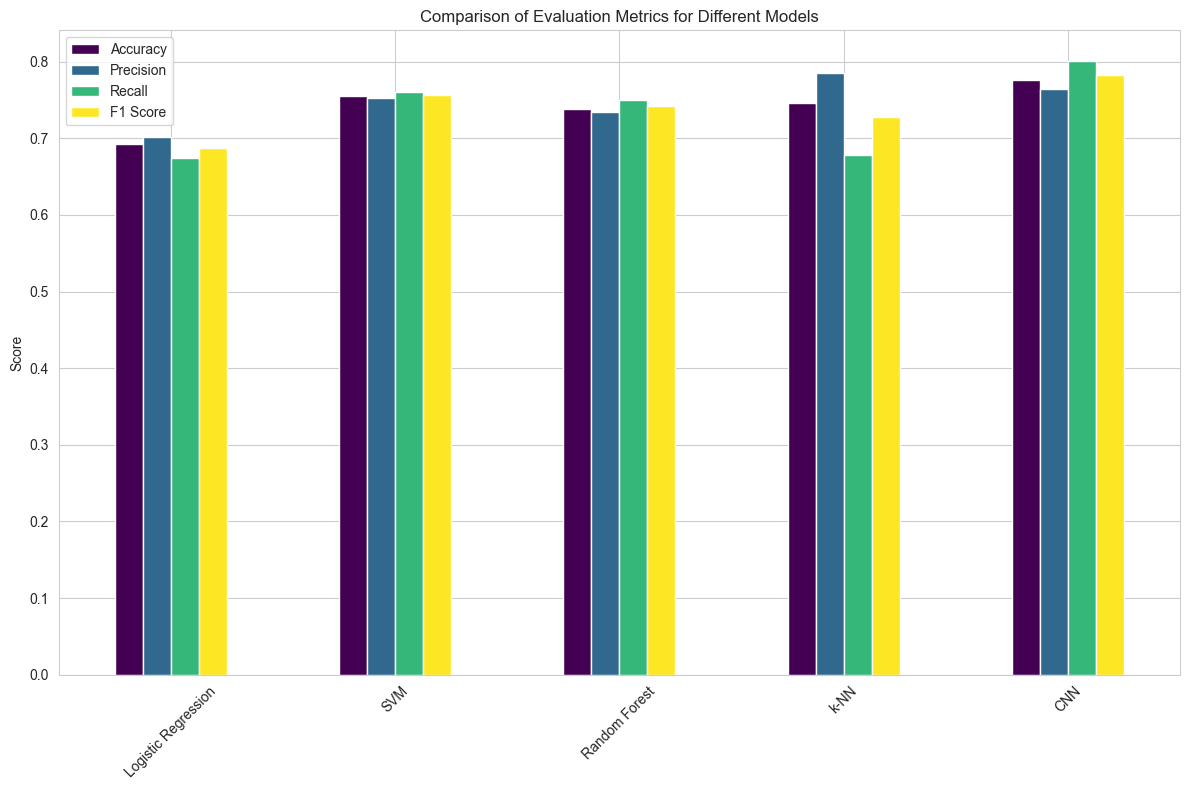 Comparison of Evaluation Metrics for Different Models
Accuracy
Precision
Recall
F1 Score
Score
0.8
0.7
0.6
0.5
0.4
0.3
0.2
0.1
0.0
Logistic Regression
SVM
Random Forest
k-NN
CNN